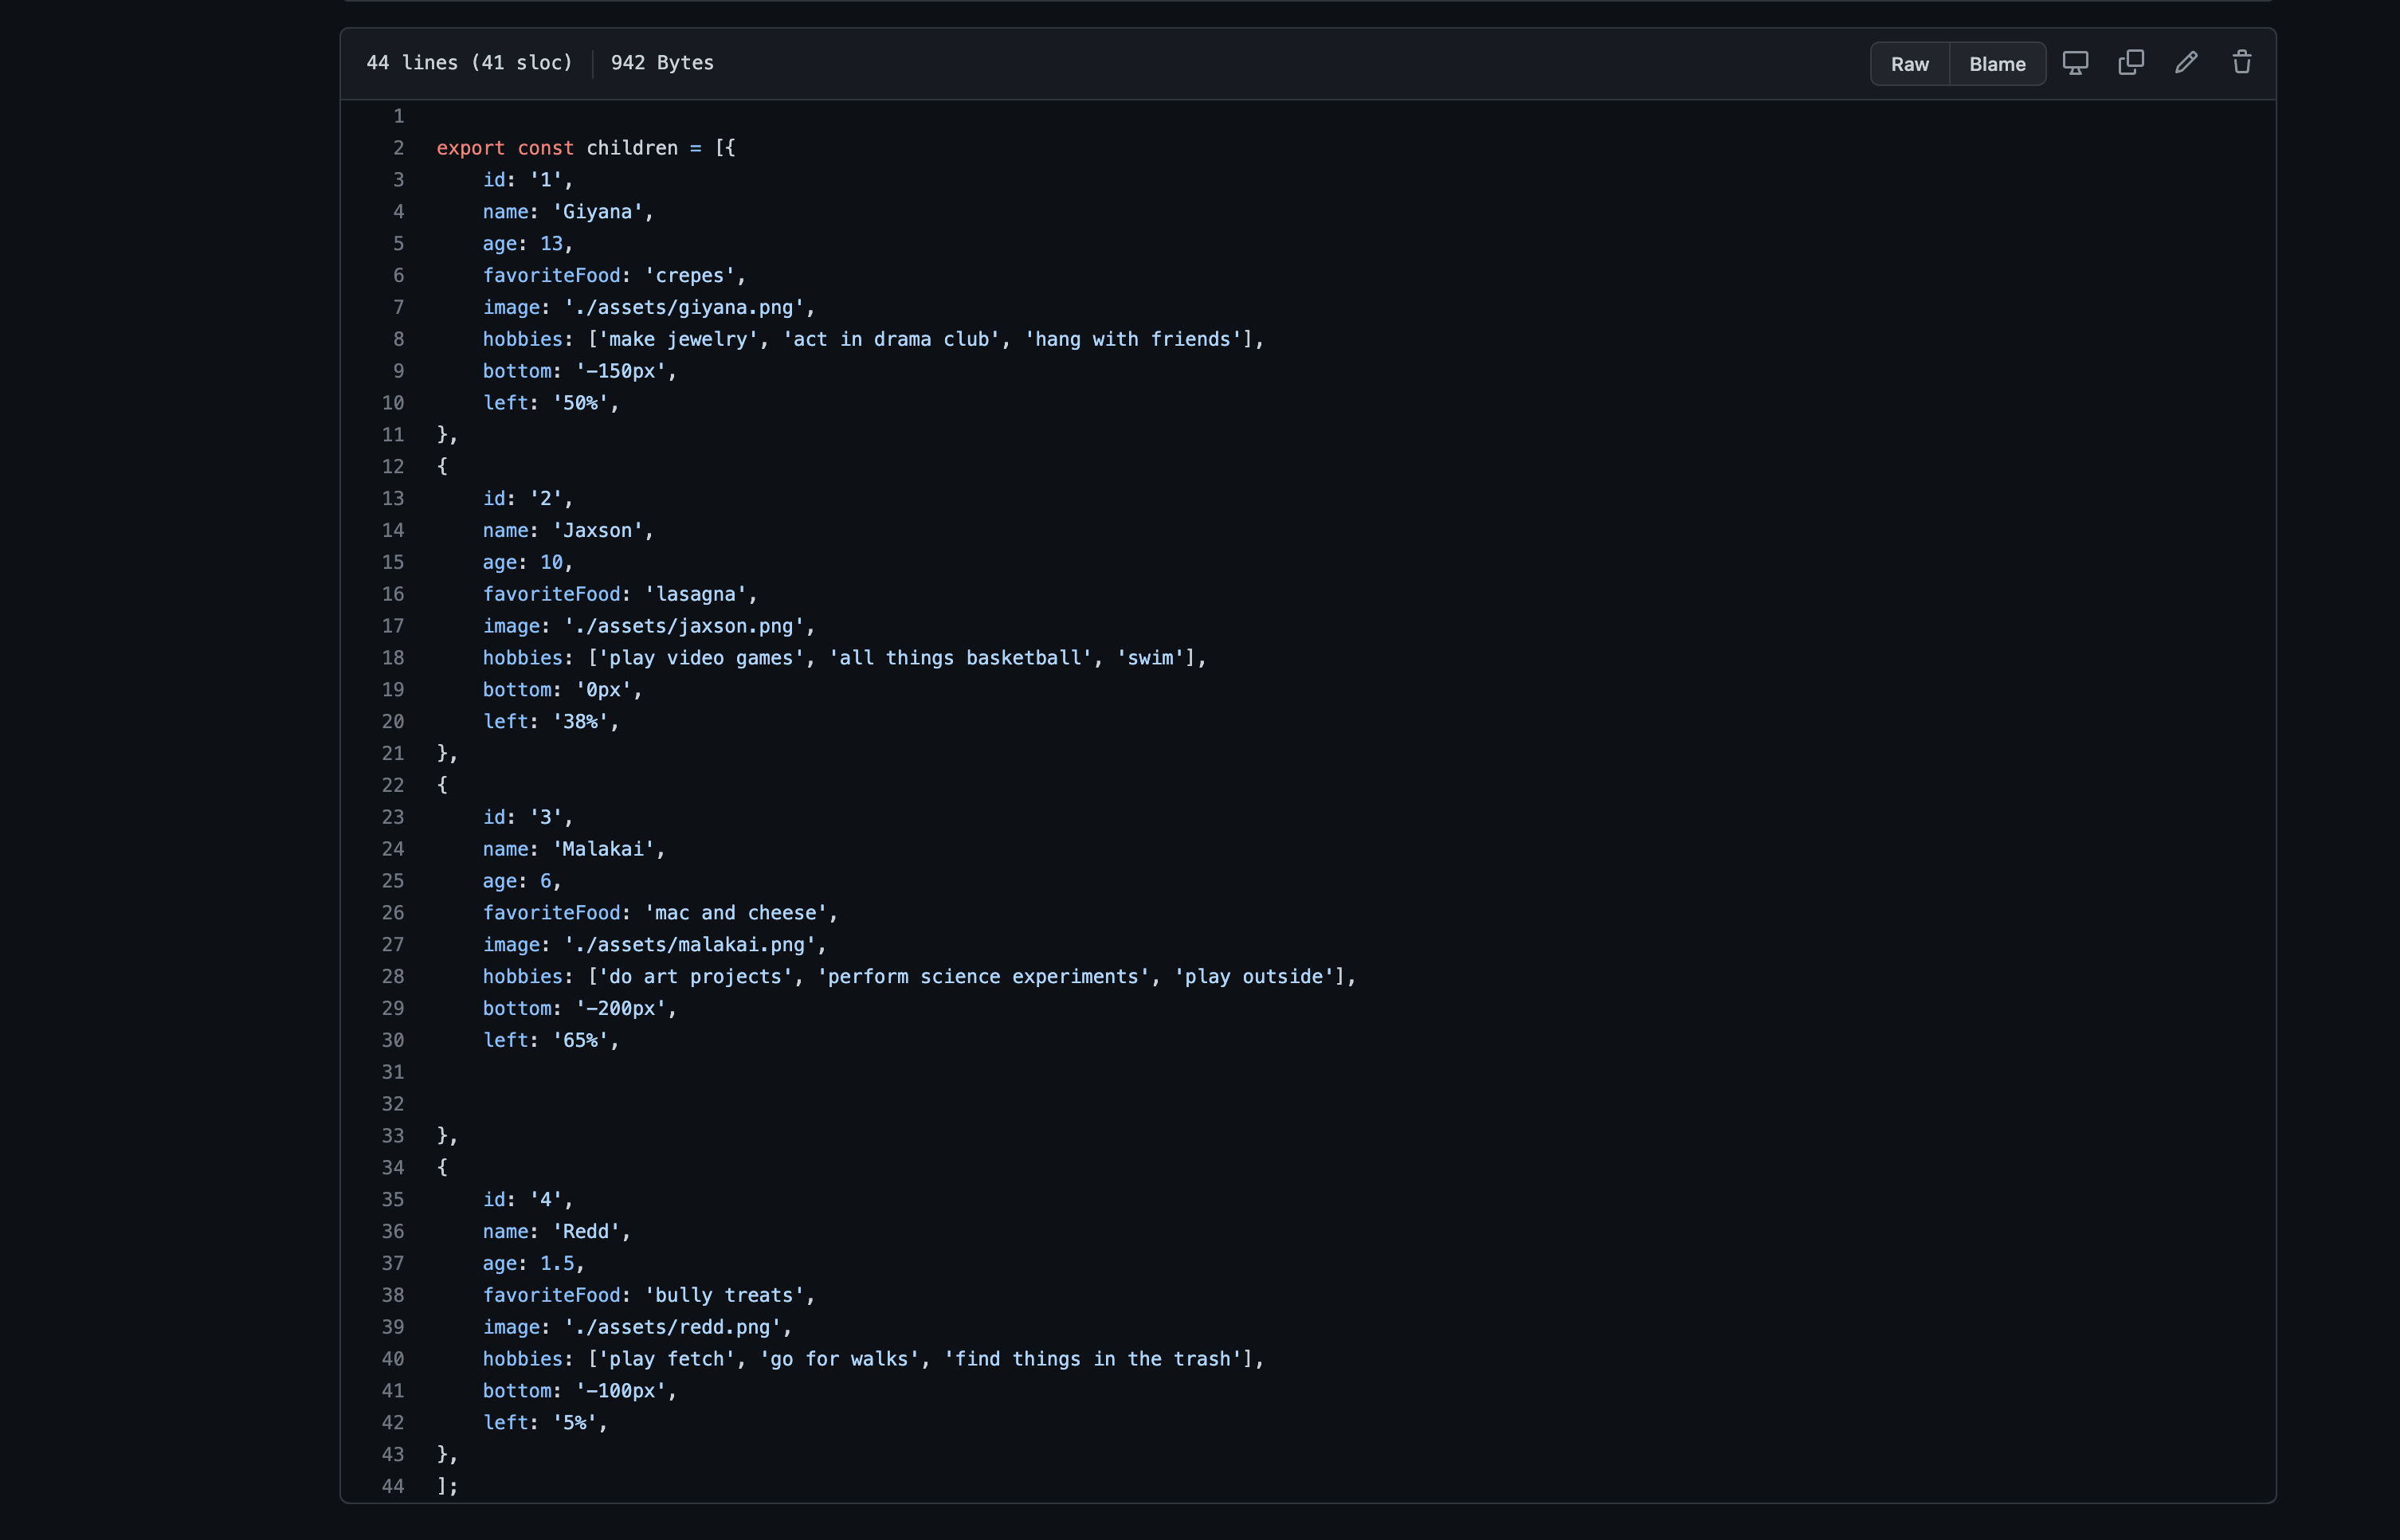 44 lines (41 sloc) 942 Bytes Raw Blame
1
2 export const children = [{
3     id: '1',
4     name: 'Giyana',
5     age: 13,
6     favoriteFood: 'crepes',
7     image: './assets/giyana.png',
8     hobbies: ['make jewelry', 'act in drama club', 'hang with friends'],
9     bottom: '-150px',
10     left: '50%',
11 },
12 {
13     id: '2',
14     name: 'Jaxson',
15     age: 10,
16     favoriteFood: 'lasagna',
17     image: './assets/jaxson.png',
18     hobbies: ['play video games', 'all things basketball', 'swim'],
19     bottom: '0px',
20     left: '38%',
21 },
22 {
23     id: '3',
24     name: 'Malakai',
25     age: 6,
26     favoriteFood: 'mac and cheese',
27     image: './assets/malakai.png',
28     hobbies: ['do art projects', 'perform science experiments', 'play outside'],
29     bottom: '-200px',
30     left: '65%',
31
32
33 },
34 {
35     id: '4',
36     name: 'Redd',
37     age: 1.5,
38     favoriteFood: 'bully treats',
39     image: './assets/redd.png',
40     hobbies: ['play fetch', 'go for walks', 'find things in the trash'],
41     bottom: '-100px',
42     left: '5%',
43 },
44 ];